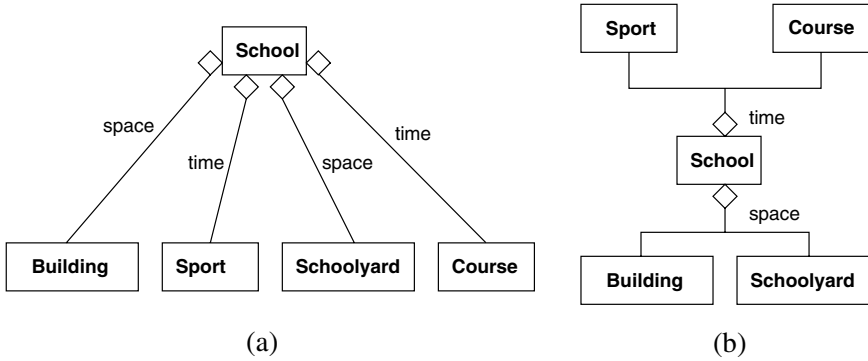 School
space
time
space
time
Building
Sport
Schoolyard
Course
(a)
Sport
Course
time
School
space
Building
Schoolyard
(b)